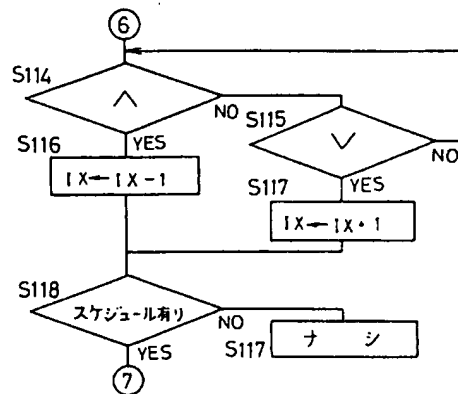 6
S114
∧
NO
S115
∨
NO
S116
YES
IX←IX-1
YES
S117
IX←IX+1
S118
スケジュール有り
NO
S117
ナ シ
YES
7